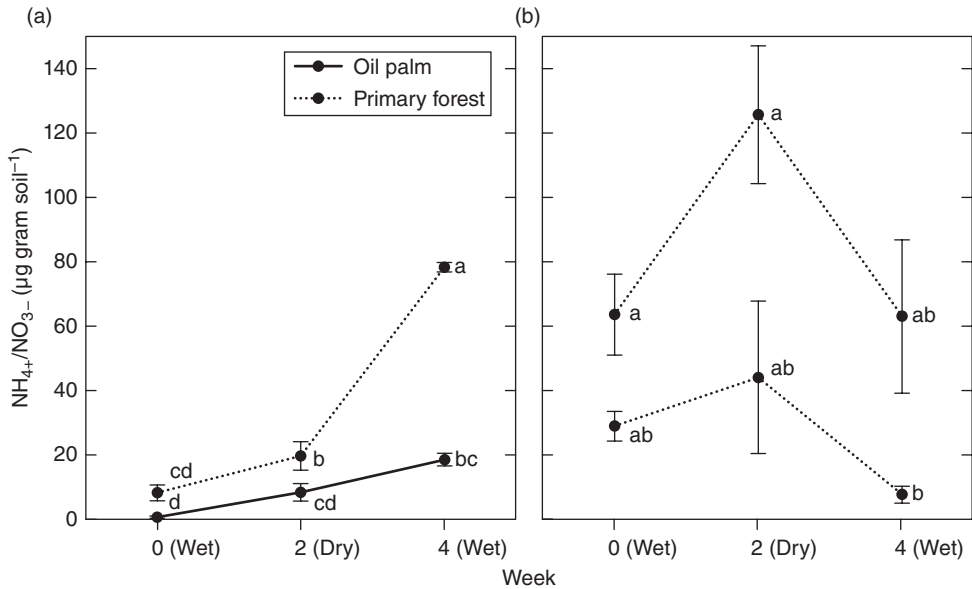 (a)
NH₄₊/NO₃₋ (µg gram soil⁻¹)
140
120
100
80
60
40
20
0
Oil palm
Primary forest
cd
d
b
cd
a
bc
0 (Wet)
2 (Dry)
4 (Wet)
(b)
a
ab
a
ab
ab
b
0 (Wet)
2 (Dry)
4 (Wet)
Week